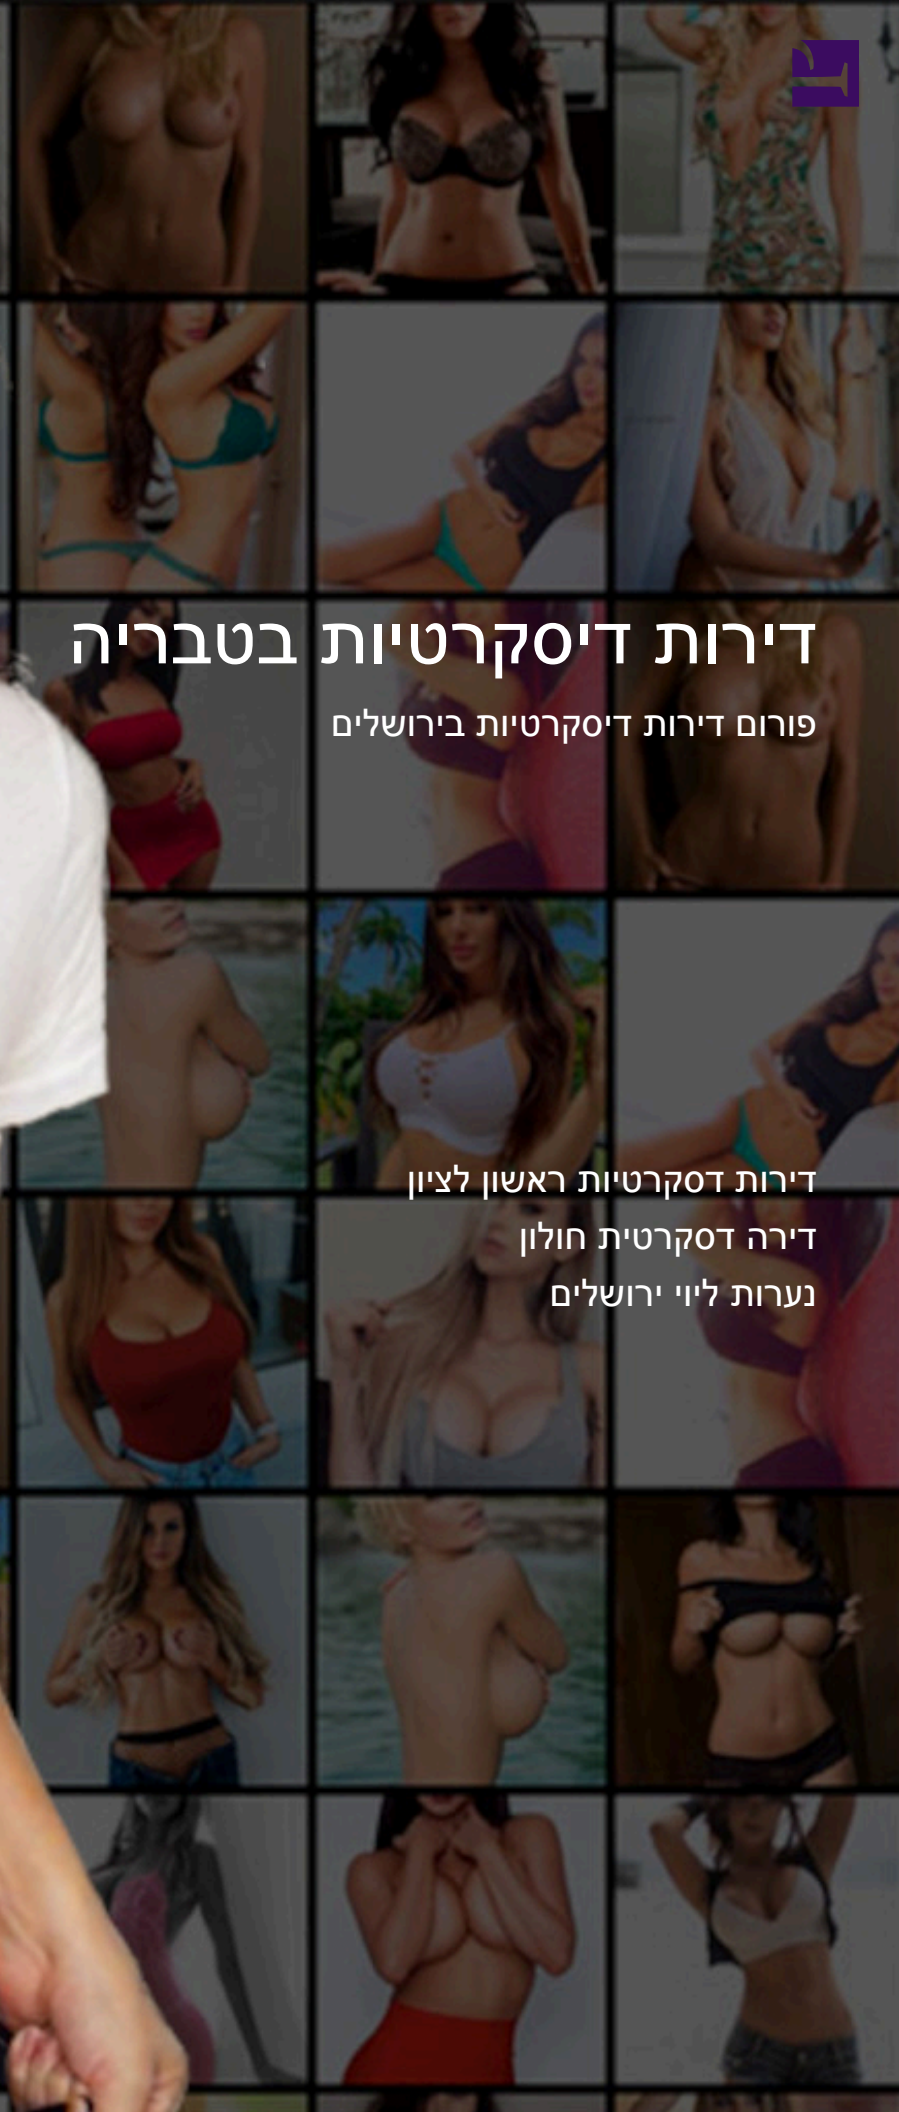 דירות דיסקרטיות בטבריה
פורום דירות דיסקרטיות בירושלים
דירות דסקרטיות ראשון לציון
דירה דסקרטית חולון
נערות ליווי ירושלים